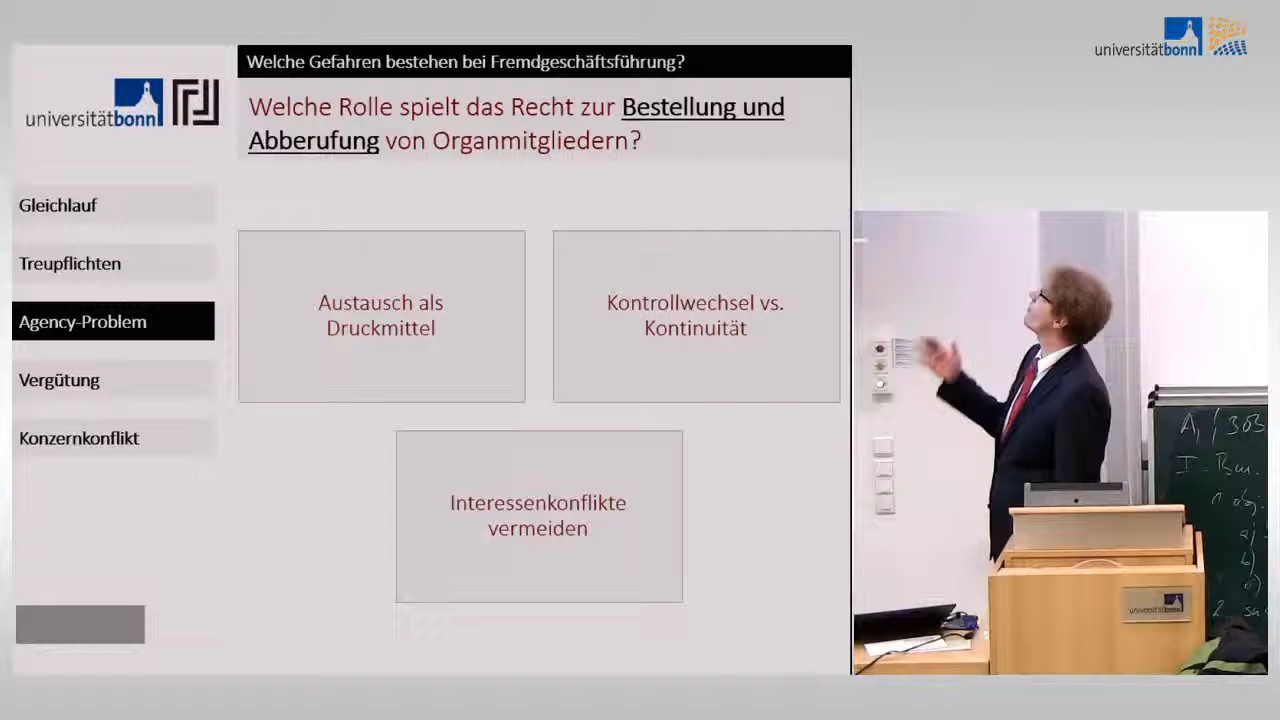 universitätbonn
Welche Gefahren bestehen bei Fremdgeschäftsführung?
universitätbonn
Welche Rolle spielt das Recht zur Bestellung und
Abberufung von Organmitgliedern?
Gleichlauf
Treupflichten
Agency-Problem
Vergütung
Konzernkonflikt
Austausch als
Druckmittel
Kontrollwechsel vs.
Kontinuität
Interessenkonflikte
vermeiden
universitätbonn